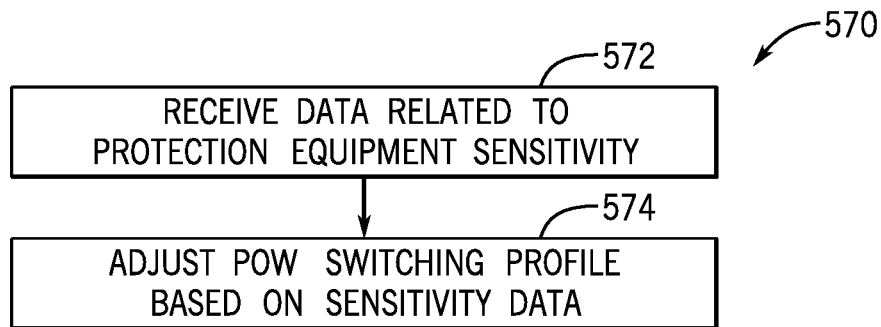 570
572
RECEIVE DATA RELATED TO
PROTECTION EQUIPMENT SENSITIVITY
574
ADJUST POW SWITCHING PROFILE
BASED ON SENSITIVITY DATA